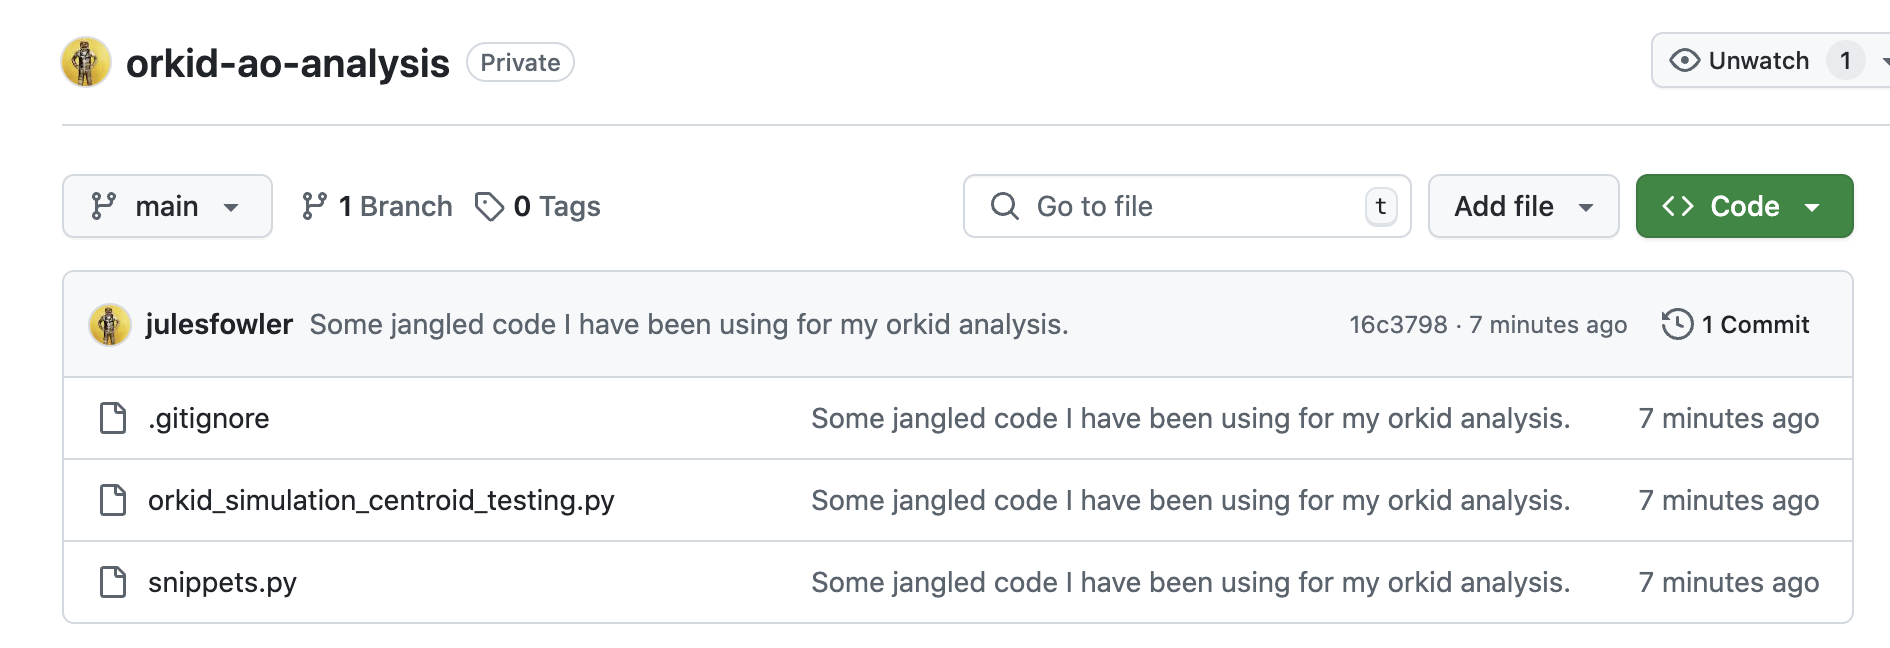 orkid-ao-analysis Private Unwatch 1
main 1 Branch 0 Tags Go to file t Add file Code
julesfowler Some jangled code I have been using for my orkid analysis. 16c3798 · 7 minutes ago 1 Commit
.gitignore Some jangled code I have been using for my orkid analysis. 7 minutes ago
orkid_simulation_centroid_testing.py Some jangled code I have been using for my orkid analysis. 7 minutes ago
snippets.py Some jangled code I have been using for my orkid analysis. 7 minutes ago